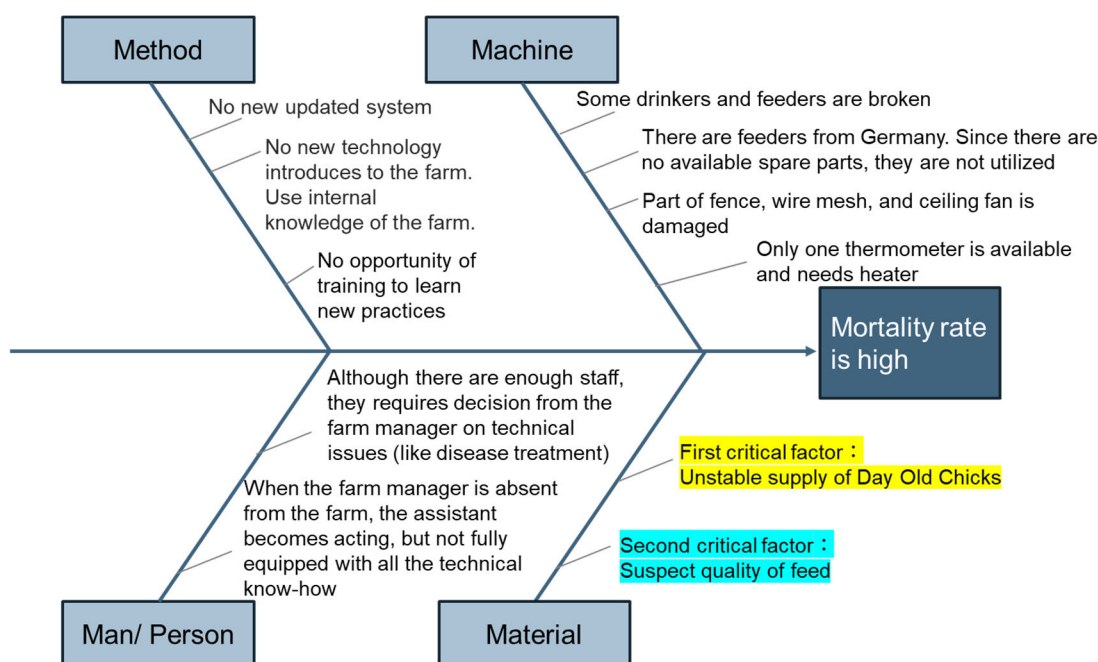 Method
Machine
No new updated system
No new technology
introduces to the farm.
Use internal
knowledge of the farm.
No opportunity of
training to learn
new practices
Some drinkers and feeders are broken
There are feeders from Germany. Since there are
no available spare parts, they are not utilized
Part of fence, wire mesh, and ceiling fan is
damaged
Only one thermometer is available
and needs heater
Mortality rate
is high
Although there are enough staff,
they requires decision from the
farm manager on technical
issues (like disease treatment)
When the farm manager is absent
from the farm, the assistant
becomes acting, but not fully
equipped with all the technical
know-how
First critical factor：
Unstable supply of Day Old Chicks
Second critical factor：
Suspect quality of feed
Man/ Person
Material